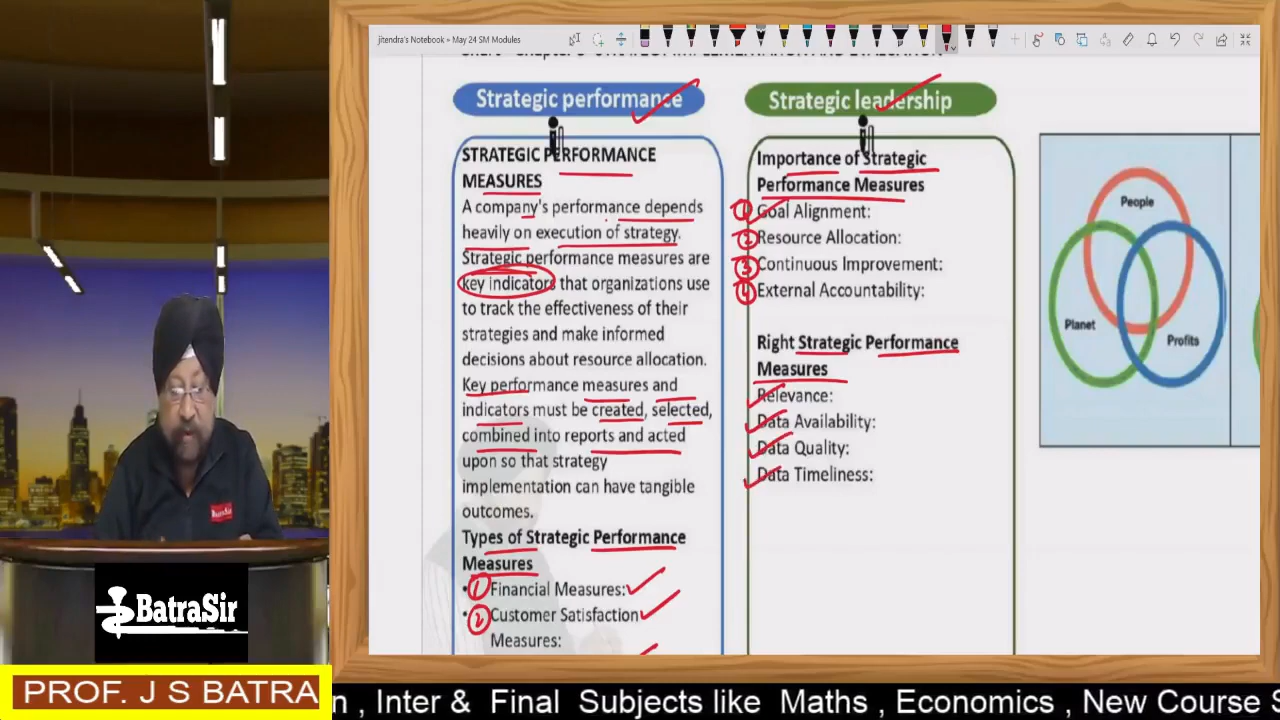 jitendra's Notebook » May 24 SM Modules
Strategic performance
STRATEGIC PERFORMANCE
MEASURES
A company's performance depends
heavily on execution of strategy.
Strategic performance measures are
key indicators that organizations use
to track the effectiveness of their
strategies and make informed
decisions about resource allocation.
Key performance measures and
indicators must be created, selected,
combined into reports and acted
upon so that strategy
implementation can have tangible
outcomes.
Types of Strategic Performance
Measures
• 1 Financial Measures:
• 2 Customer Satisfaction
Measures:
Strategic leadership
Importance of Strategic
Performance Measures
1 Goal Alignment:
2 Resource Allocation:
3 Continuous Improvement:
4 External Accountability:
Right Strategic Performance
Measures
Relevance:
Data Availability:
Data Quality:
Data Timeliness:
People
Planet
Profits
BatraSir
PROF. J S BATRA
n , Inter & Final Subjects like Maths , Economics , New Course S